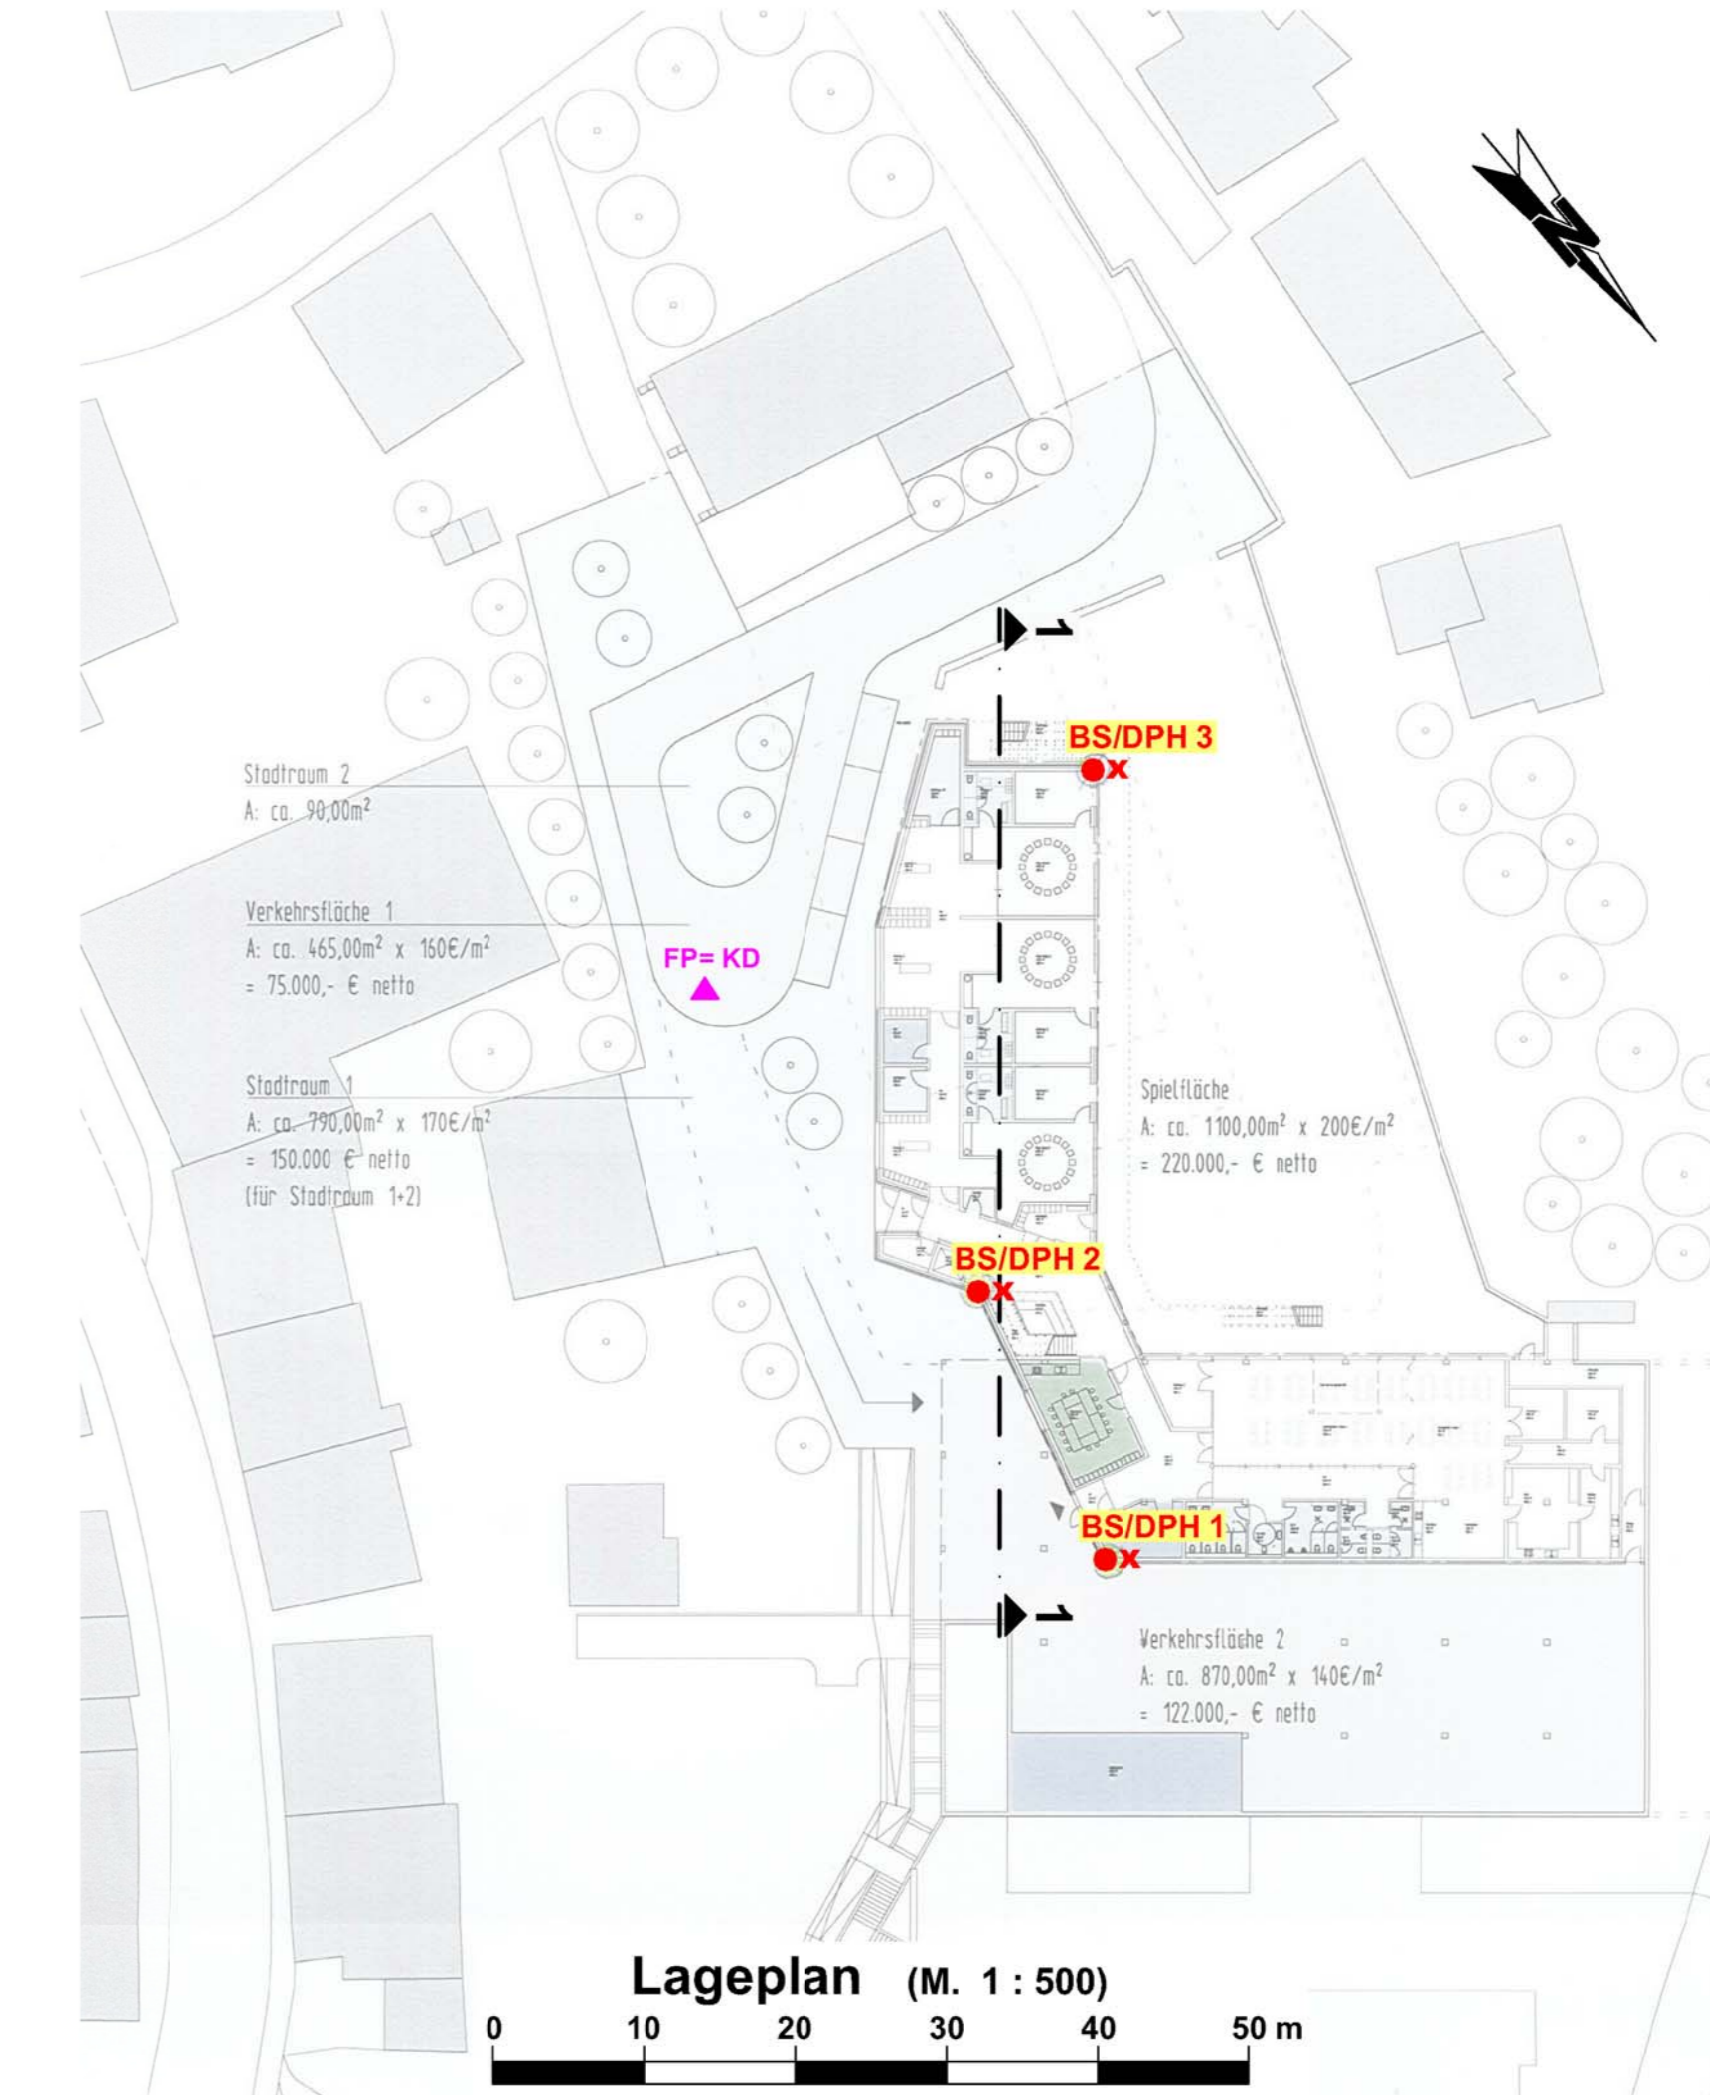 N
1
BS/DPH 3
Stadtraum 2
A: ca. 90,00m²
Verkehrsfläche 1
A: ca. 465,00m² x 160€/m²
= 75.000,- € netto
FP= KD
Stadtraum 1
A: ca. 790,00m² x 170€/m²
= 150.000 € netto
(für Stadtraum 1+2)
Spielfläche
A: ca. 1100,00m² x 200€/m²
= 220.000,- € netto
BS/DPH 2
BS/DPH 1
1
Verkehrsfläche 2
A: ca. 870,00m² x 140€/m²
= 122.000,- € netto
Lageplan (M. 1 : 500)
0 10 20 30 40 50 m